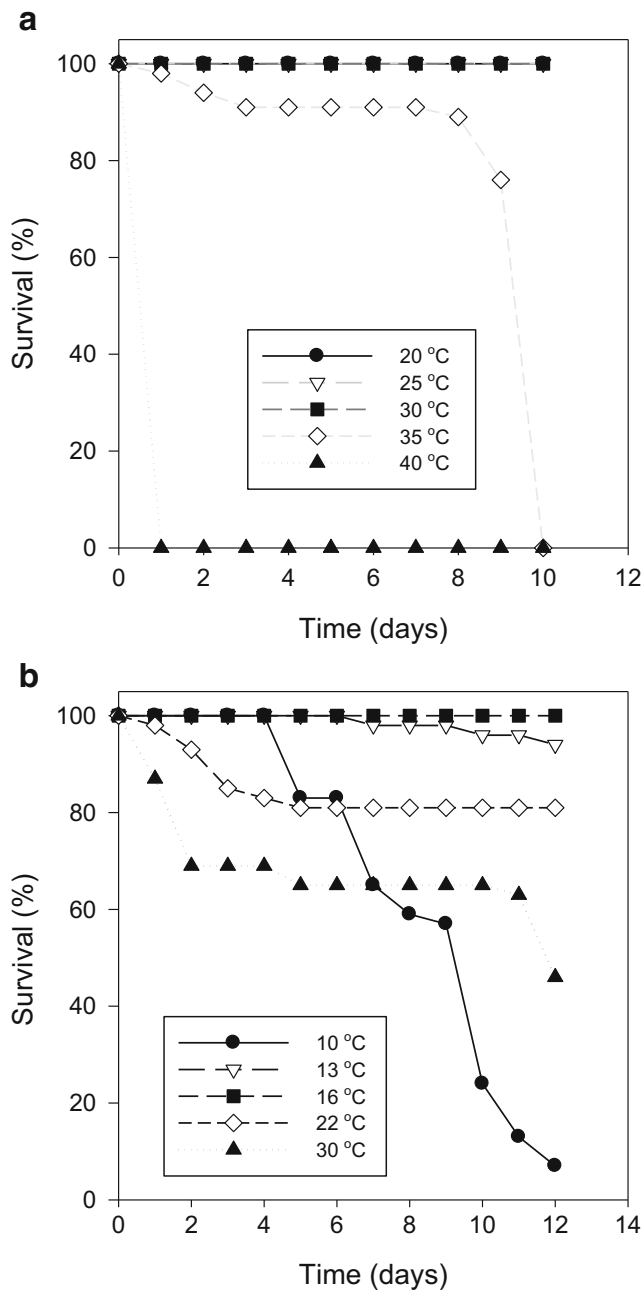 a
100
80
60
40
20
0
Survival (%)
20 °C
25 °C
30 °C
35 °C
40 °C
0 2 4 6 8 10 12
Time (days)
b
100
80
60
40
20
0
Survival (%)
10 °C
13 °C
16 °C
22 °C
30 °C
0 2 4 6 8 10 12 14
Time (days)